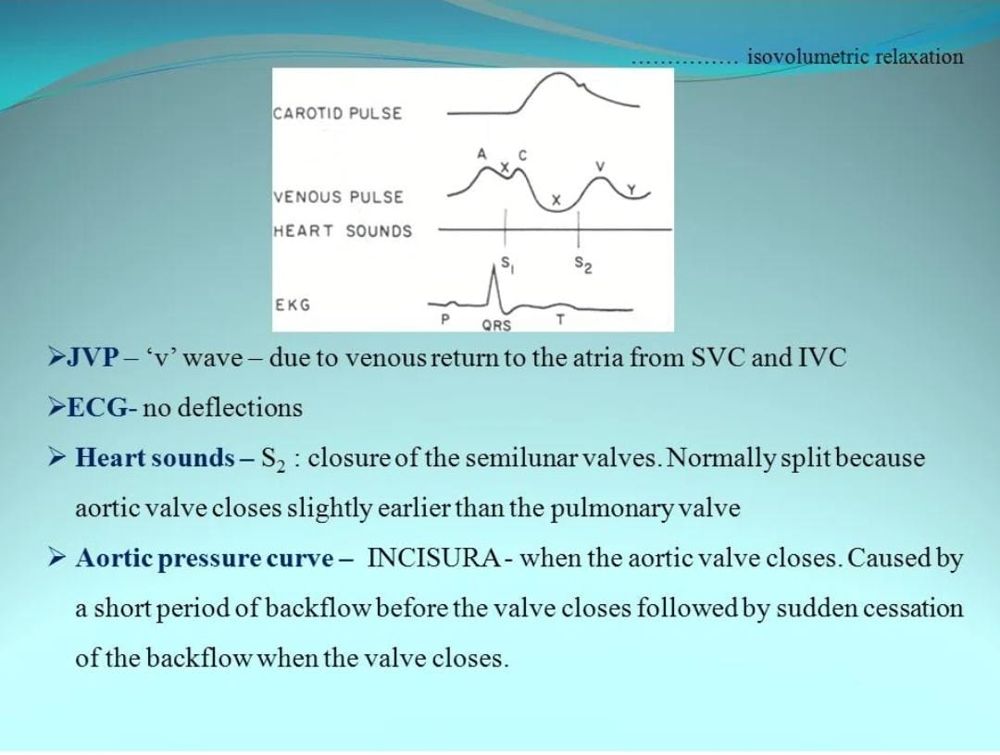 ............... isovolumetric relaxation
CAROTID PULSE
A X C
V
VENOUS PULSE
X
Y
HEART SOUNDS
S₁ S₂
EKG
P QRS T
➢JVP – ‘v’ wave – due to venous return to the atria from SVC and IVC
➢ECG- no deflections
➢ Heart sounds – S₂ : closure of the semilunar valves. Normally split because
aortic valve closes slightly earlier than the pulmonary valve
➢ Aortic pressure curve – INCISURA - when the aortic valve closes. Caused by
a short period of backflow before the valve closes followed by sudden cessation
of the backflow when the valve closes.